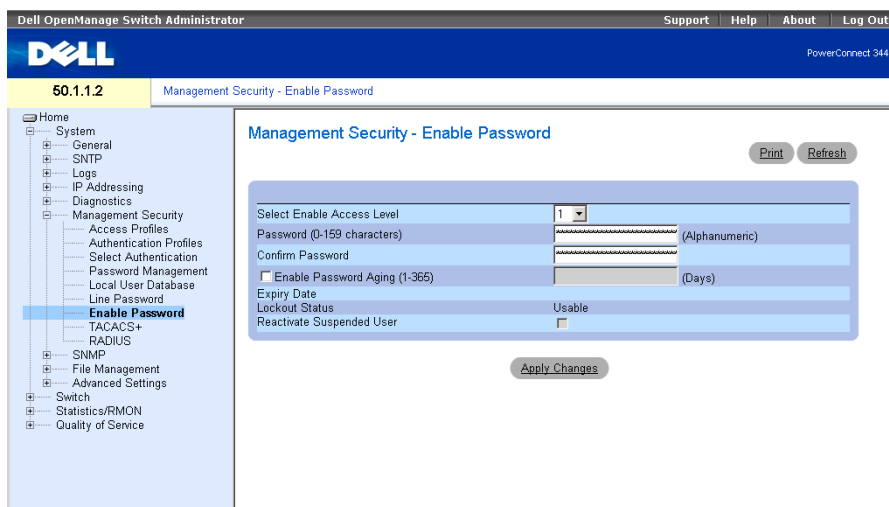 Dell OpenManage Switch Administrator
Support Help About Log Out
DELL
PowerConnect 344
50.1.1.2
Management Security - Enable Password
Home
System
General
SNTP
Logs
IP Addressing
Diagnostics
Management Security
Access Profiles
Authentication Profiles
Select Authentication
Password Management
Local User Database
Line Password
Enable Password
TACACS+
RADIUS
SNMP
File Management
Advanced Settings
Switch
Statistics/RMON
Quality of Service
Management Security - Enable Password
Print Refresh
Select Enable Access Level 1
Password (0-159 characters) (Alphanumeric)
Confirm Password
Enable Password Aging (1-365) (Days)
Expiry Date
Lockout Status Usable
Reactivate Suspended User
Apply Changes